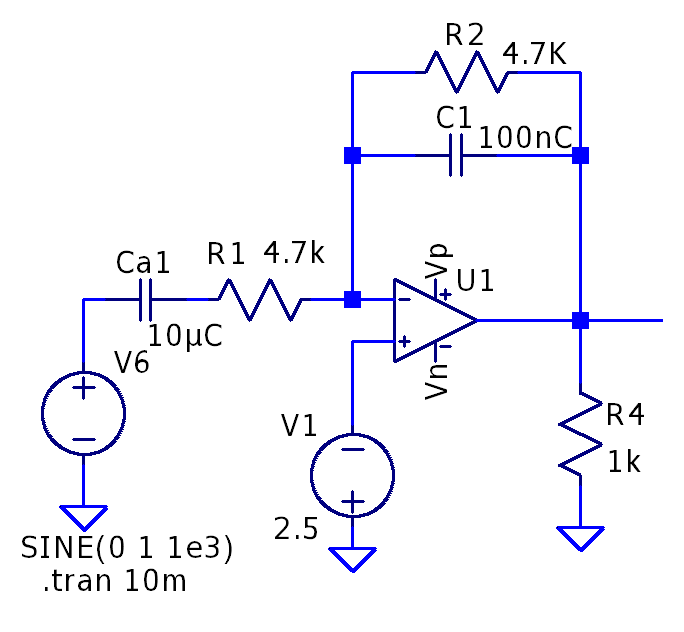 R2 4.7K
C1 100nC
Vp
U1
R1 4.7k
Ca1
10µC
V6
Vn
V1
2.5
R4
1k
SINE(0 1 1e3)
.tran 10m